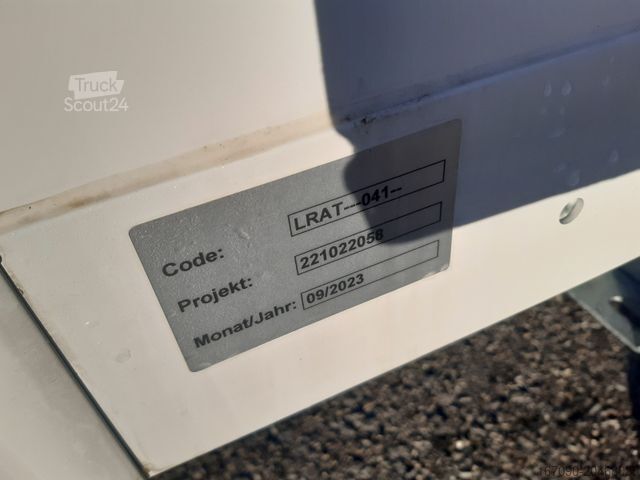 Truck
Scout24
Code: LRAT---041--
Projekt: 221022058
Monat/Jahr: 09/2023